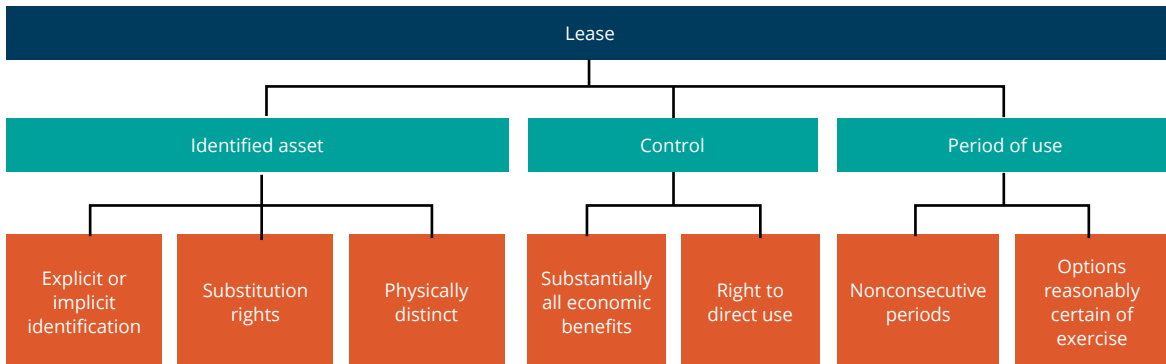 Lease
Identified asset
Control
Period of use
Explicit or
implicit
identification
Substitution
rights
Physically
distinct
Substantially
all economic
benefits
Right to
direct use
Nonconsecutive
periods
Options
reasonably
certain of
exercise